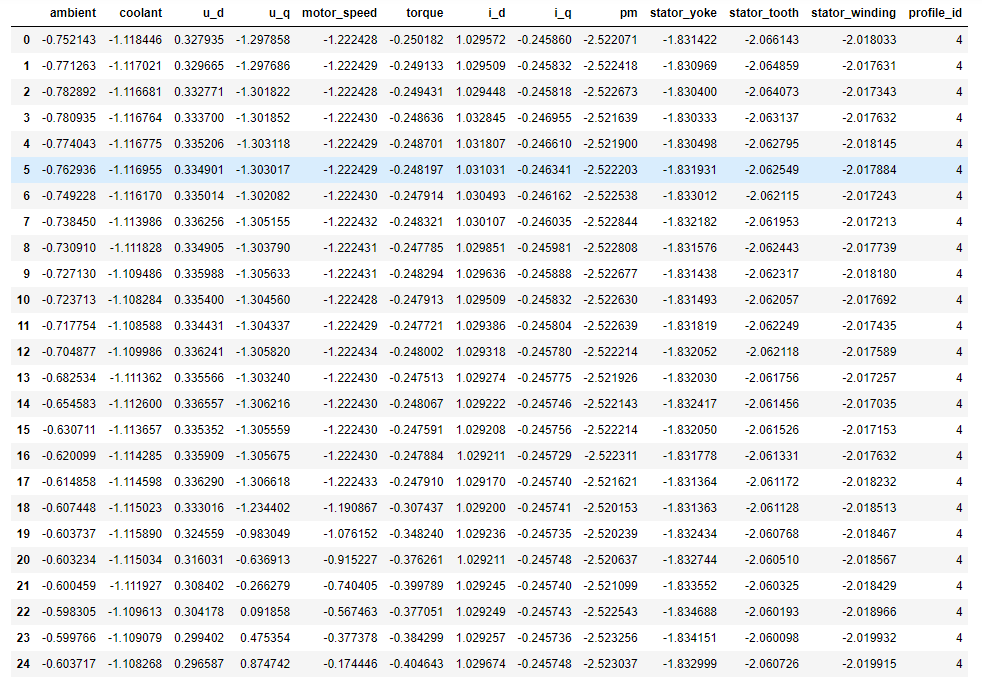 ambient coolant u_d u_q motor_speed torque i_d i_q pm stator_yoke stator_tooth stator_winding profile_id
0 -0.752143 -1.118446 0.327935 -1.297858 -1.222428 -0.250182 1.029572 -0.245860 -2.522071 -1.831422 -2.066143 -2.018033 4
1 -0.771263 -1.117021 0.329665 -1.297686 -1.222429 -0.249133 1.029509 -0.245832 -2.522418 -1.830969 -2.064859 -2.017631 4
2 -0.782892 -1.116681 0.332771 -1.301822 -1.222428 -0.249431 1.029448 -0.245818 -2.522673 -1.830400 -2.064073 -2.017343 4
3 -0.780935 -1.116764 0.333700 -1.301852 -1.222430 -0.248636 1.032845 -0.246955 -2.521639 -1.830333 -2.063137 -2.017632 4
4 -0.774043 -1.116775 0.335206 -1.303118 -1.222429 -0.248701 1.031807 -0.246610 -2.521900 -1.830498 -2.062795 -2.018145 4
5 -0.762936 -1.116955 0.334901 -1.303017 -1.222429 -0.248197 1.031031 -0.246341 -2.522203 -1.831931 -2.062549 -2.017884 4
6 -0.749228 -1.116170 0.335014 -1.302082 -1.222430 -0.247914 1.030493 -0.246162 -2.522538 -1.833012 -2.062115 -2.017243 4
7 -0.738450 -1.113986 0.336256 -1.305155 -1.222432 -0.248321 1.030107 -0.246035 -2.522844 -1.832182 -2.061953 -2.017213 4
8 -0.730910 -1.111828 0.334905 -1.303790 -1.222431 -0.247785 1.029851 -0.245981 -2.522808 -1.831576 -2.062443 -2.017739 4
9 -0.727130 -1.109486 0.335988 -1.305633 -1.222431 -0.248294 1.029636 -0.245888 -2.522677 -1.831438 -2.062317 -2.018180 4
10 -0.723713 -1.108284 0.335400 -1.304560 -1.222428 -0.247913 1.029509 -0.245832 -2.522630 -1.831493 -2.062057 -2.017692 4
11 -0.717754 -1.108588 0.334431 -1.304337 -1.222429 -0.247721 1.029386 -0.245804 -2.522639 -1.831819 -2.062249 -2.017435 4
12 -0.704877 -1.109986 0.336241 -1.305820 -1.222434 -0.248002 1.029318 -0.245780 -2.522214 -1.832052 -2.062118 -2.017589 4
13 -0.682534 -1.111362 0.335566 -1.303240 -1.222430 -0.247513 1.029274 -0.245775 -2.521926 -1.832030 -2.061756 -2.017257 4
14 -0.654583 -1.112600 0.336557 -1.306216 -1.222430 -0.248067 1.029222 -0.245746 -2.522143 -1.832417 -2.061456 -2.017035 4
15 -0.630711 -1.113657 0.335352 -1.305559 -1.222430 -0.247591 1.029208 -0.245756 -2.522214 -1.832050 -2.061526 -2.017153 4
16 -0.620099 -1.114285 0.335909 -1.305675 -1.222430 -0.247884 1.029211 -0.245729 -2.522311 -1.831778 -2.061331 -2.017632 4
17 -0.614858 -1.114598 0.336290 -1.306618 -1.222433 -0.247910 1.029170 -0.245740 -2.521621 -1.831364 -2.061172 -2.018232 4
18 -0.607448 -1.115023 0.333016 -1.234402 -1.190867 -0.307437 1.029200 -0.245741 -2.520153 -1.831363 -2.061128 -2.018513 4
19 -0.603737 -1.115890 0.324559 -0.983049 -1.076152 -0.348240 1.029236 -0.245735 -2.520239 -1.832434 -2.060768 -2.018467 4
20 -0.603234 -1.115034 0.316031 -0.636913 -0.915227 -0.376261 1.029211 -0.245748 -2.520637 -1.832744 -2.060510 -2.018567 4
21 -0.600459 -1.111927 0.308402 -0.266279 -0.740405 -0.399789 1.029245 -0.245740 -2.521099 -1.833552 -2.060325 -2.018429 4
22 -0.598305 -1.109613 0.304178 0.091858 -0.567463 -0.377051 1.029249 -0.245743 -2.522543 -1.834688 -2.060193 -2.018966 4
23 -0.599766 -1.109079 0.299402 0.475354 -0.377378 -0.384299 1.029257 -0.245736 -2.523256 -1.834151 -2.060098 -2.019932 4
24 -0.603717 -1.108268 0.296587 0.874742 -0.174446 -0.404643 1.029674 -0.245748 -2.523037 -1.832999 -2.060726 -2.019915 4